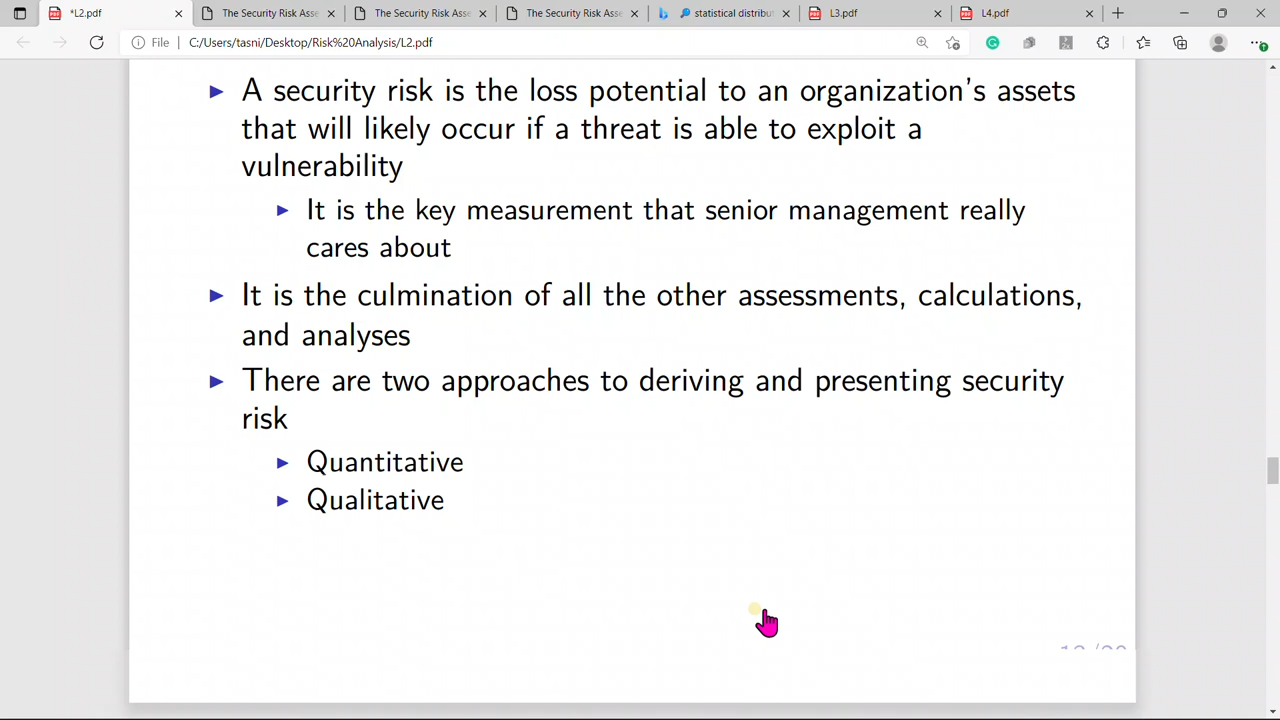 *L2.pdf
The Security Risk Asse
The Security Risk Asse
The Security Risk Asse
statistical distribut
L3.pdf
L4.pdf
File
C:/Users/tasni/Desktop/Risk%20Analysis/L2.pdf
A security risk is the loss potential to an organization's assets
that will likely occur if a threat is able to exploit a
vulnerability
It is the key measurement that senior management really
cares about
It is the culmination of all the other assessments, calculations,
and analyses
There are two approaches to deriving and presenting security
risk
Quantitative
Qualitative